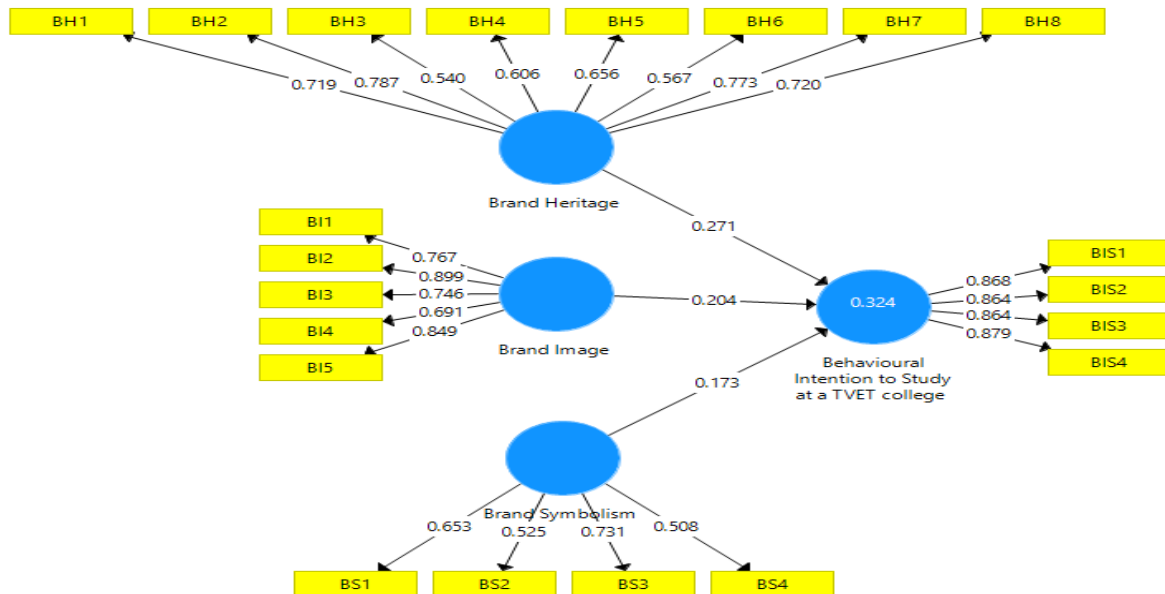 BH1 BH2 BH3 BH4 BH5 BH6 BH7 BH8
0.719 0.787 0.540 0.606 0.656 0.567 0.773 0.720
Brand Heritage
0.271
BI1
BI2
BI3
BI4
BI5
0.767
0.899
0.746
0.691
0.849
Brand Image
0.204
0.324
BIS1
BIS2
BIS3
BIS4
0.868
0.864
0.864
0.879
Behavioural
Intention to Study
at a TVET college
0.173
Brand Symbolism
0.653 0.525 0.731 0.508
BS1 BS2 BS3 BS4